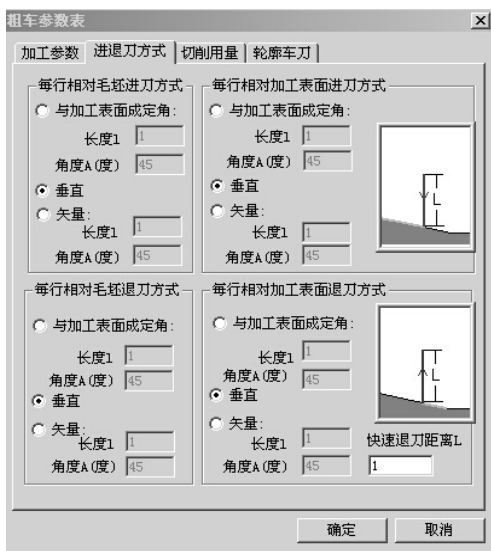 粗车参数表
加工参数 进退刀方式 切削用量 轮廓车刀
每行相对毛坯进刀方式
与加工表面成定角:
长度l 1
角度A(度) 45
垂直
矢量:
长度l 1
角度A(度) 45
每行相对加工表面进刀方式
与加工表面成定角:
长度l 1
角度A(度) 45
垂直
矢量:
长度l 1
角度A(度) 45
L
每行相对毛坯退刀方式
与加工表面成定角:
长度l 1
角度A(度) 45
垂直
矢量:
长度l 1
角度A(度) 45
每行相对加工表面退刀方式
与加工表面成定角:
长度l 1
角度A(度) 45
垂直
矢量:
长度l 1
角度A(度) 45
L
快速退刀距离L
1
确定 取消